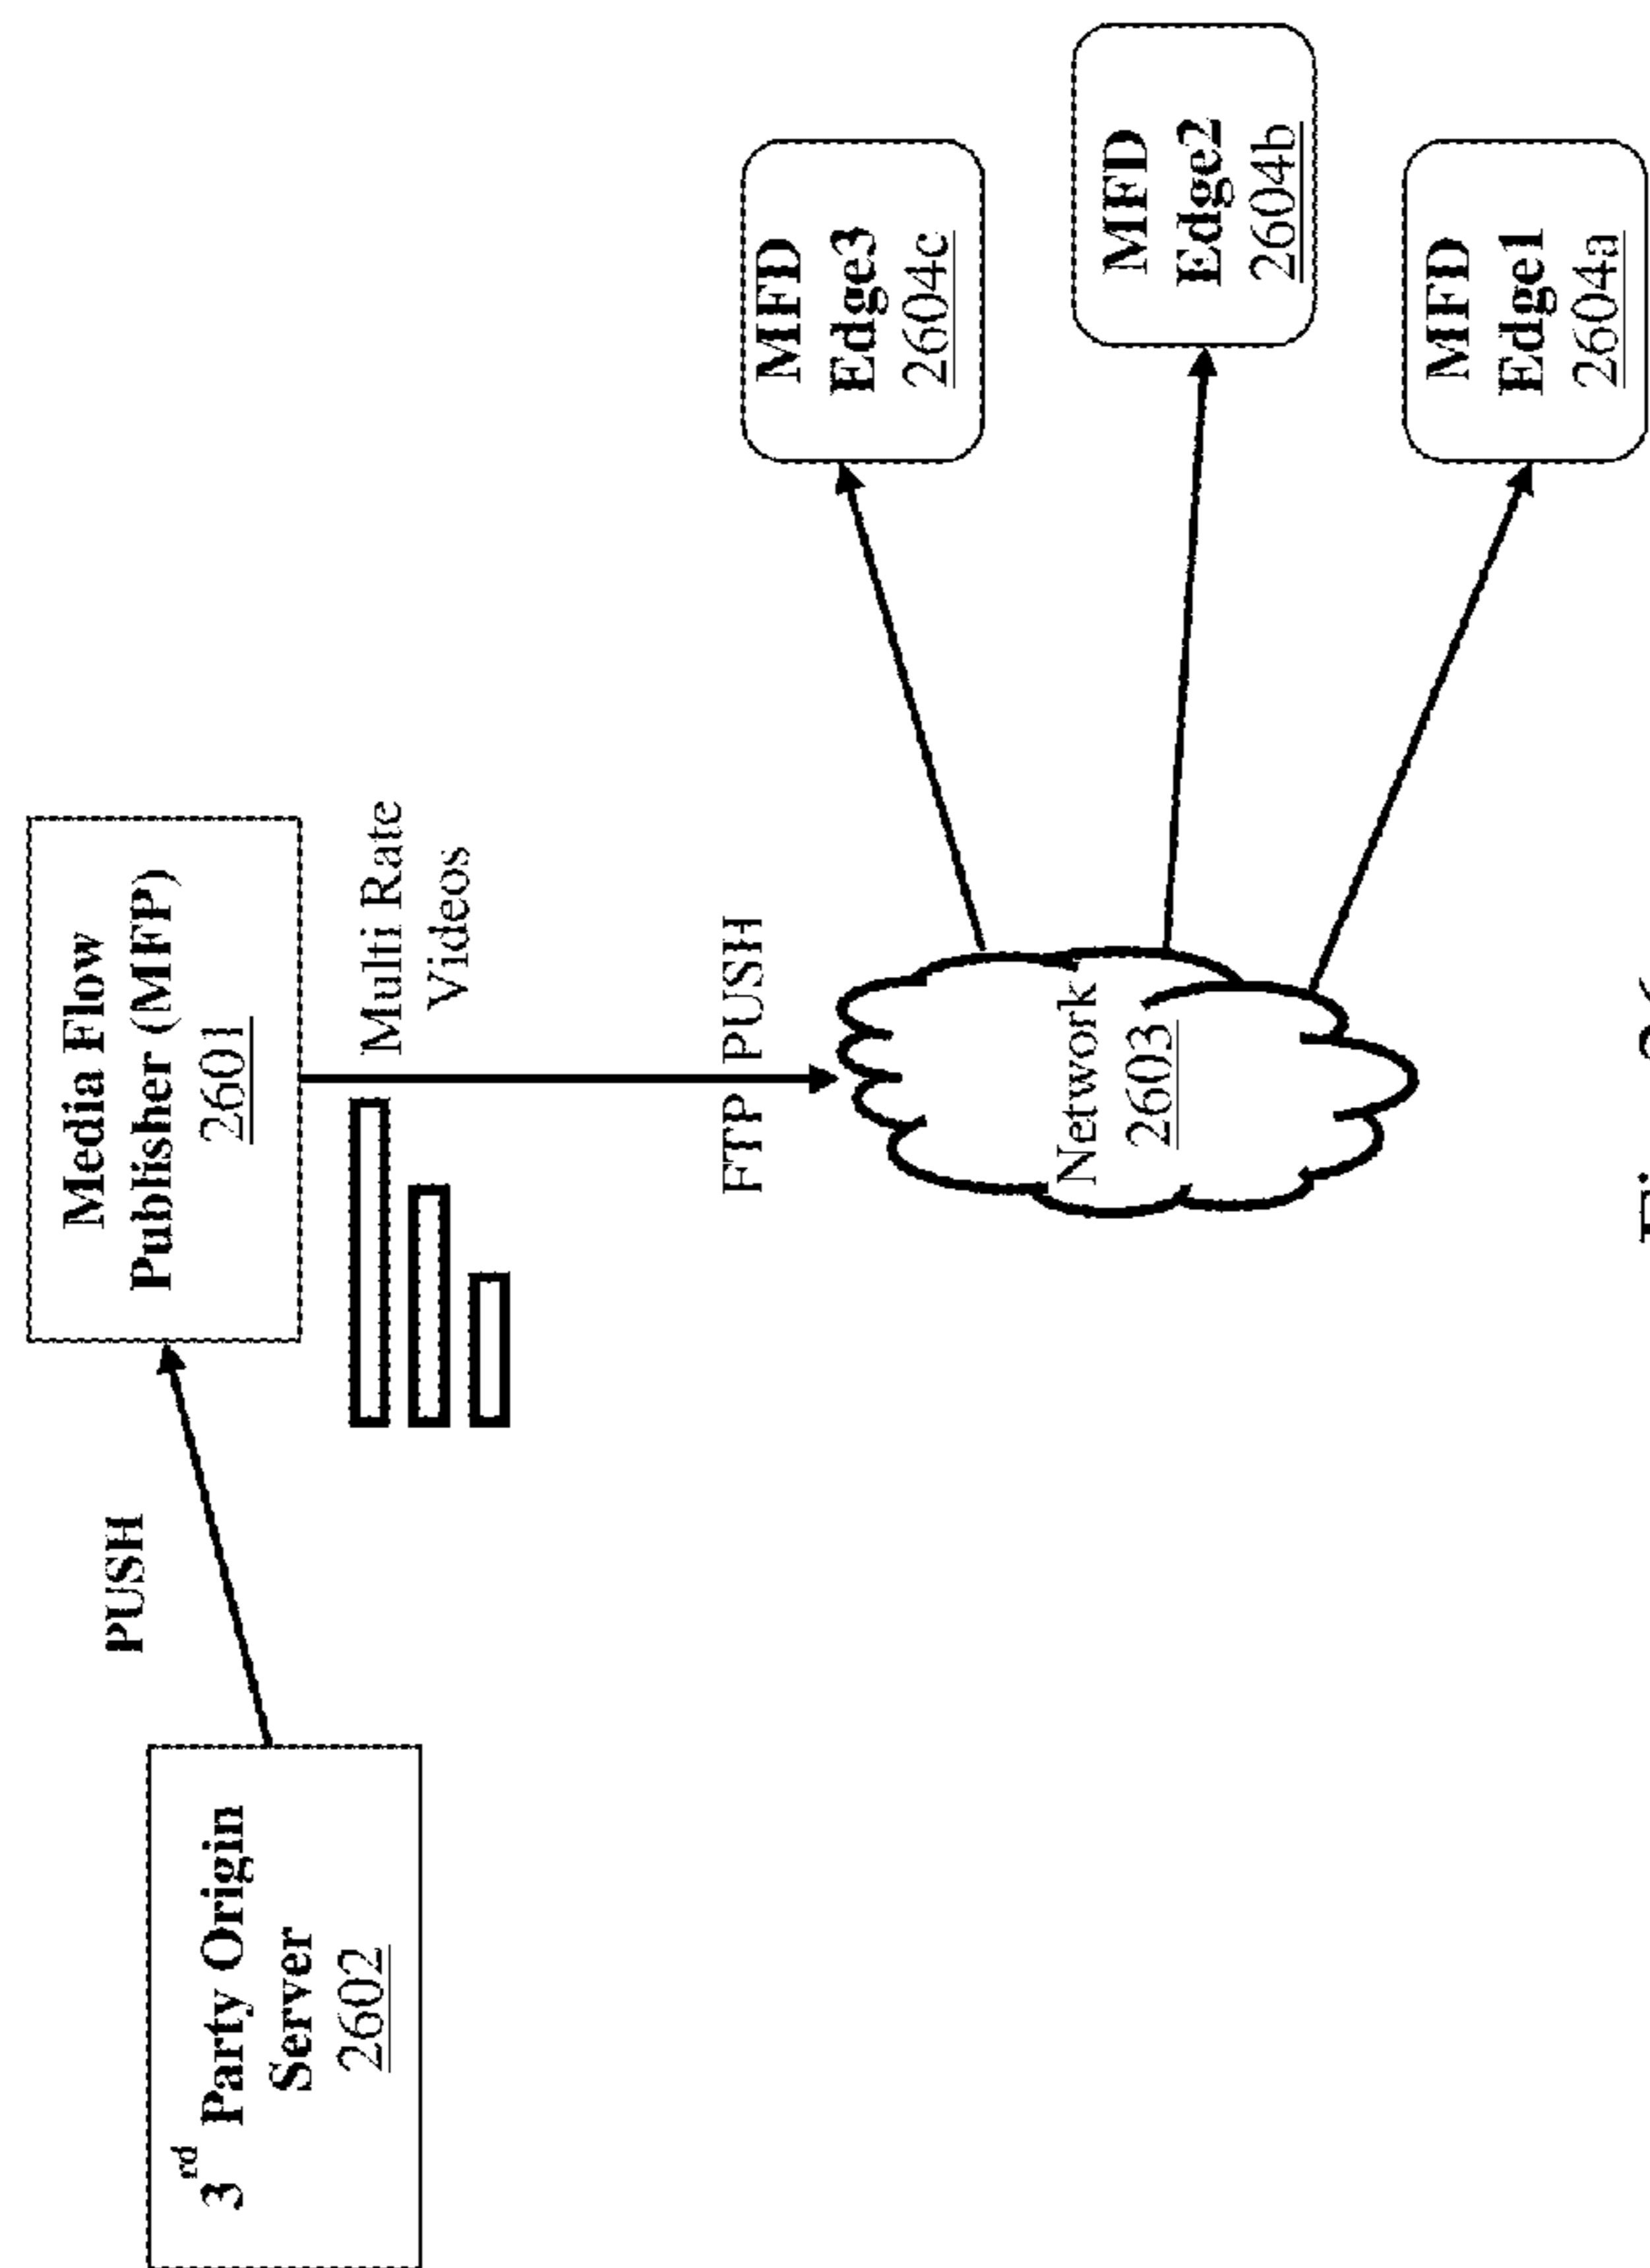 3rd Party Origin
Server
2602
PUSH
Media Flow
Publisher (MFP)
2601
Multi Rate
Videos
FTP PUSH
Network
2603
MFD
Edge3
2604c
MFD
Edge2
2604b
MFD
Edge1
2604a